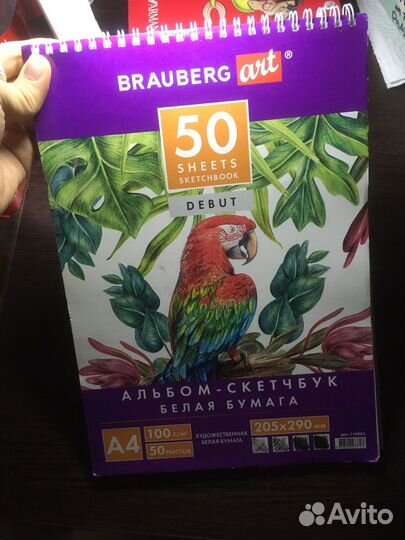 BRAUBERG art ®
50
SHEETS
SKETCHBOOK
DEBUT
АЛЬБОМ-СКЕТЧБУК
БЕЛАЯ БУМАГА
A4
100 г/м²
50 ЛИСТОВ
ХУДОЖЕСТВЕННАЯ
БЕЛАЯ БУМАГА
205x290 мм
Avito